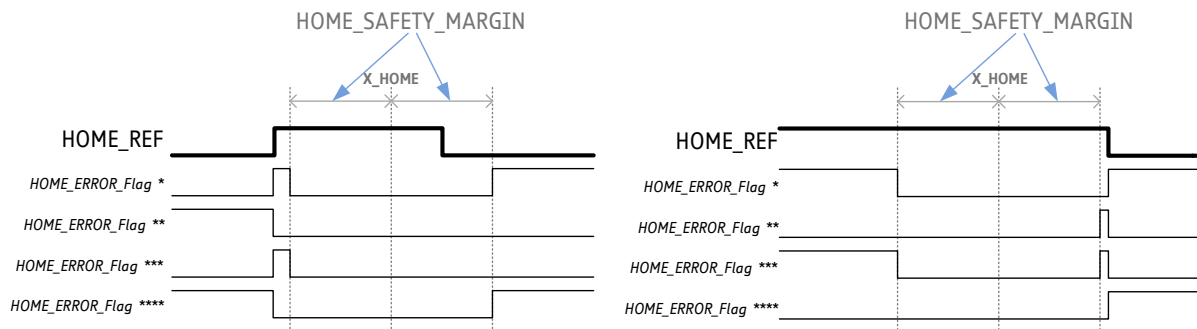 HOME_SAFETY_MARGIN
X_HOME
HOME_REF
HOME_ERROR_Flag *
HOME_ERROR_Flag **
HOME_ERROR_Flag ***
HOME_ERROR_Flag ****
HOME_SAFETY_MARGIN
X_HOME
HOME_REF
HOME_ERROR_Flag *
HOME_ERROR_Flag **
HOME_ERROR_Flag ***
HOME_ERROR_Flag ****